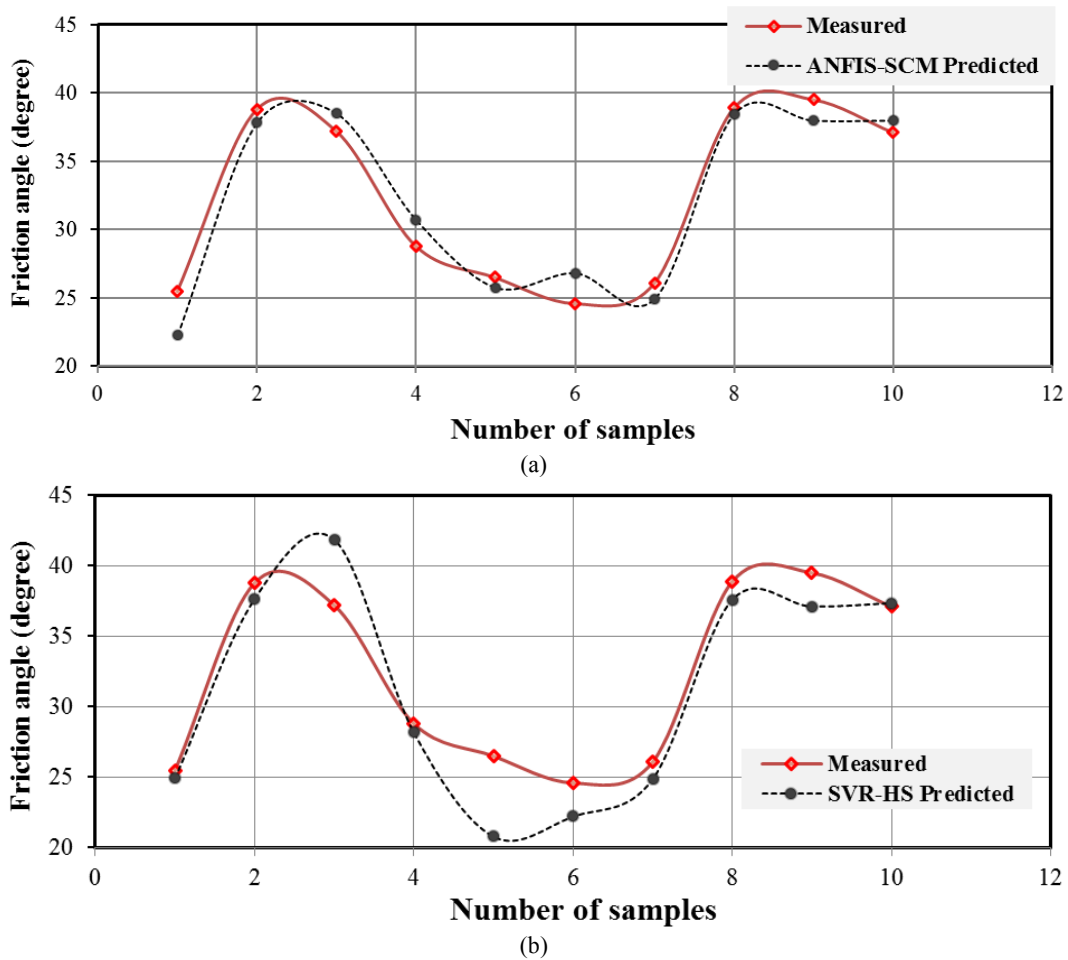 45
40
35
30
25
20
Friction angle (degree)
Measured
ANFIS-SCM Predicted
0 2 4 6 8 10 12
Number of samples
(a)
45
40
35
30
25
20
Friction angle (degree)
Measured
SVR-HS Predicted
0 2 4 6 8 10 12
Number of samples
(b)